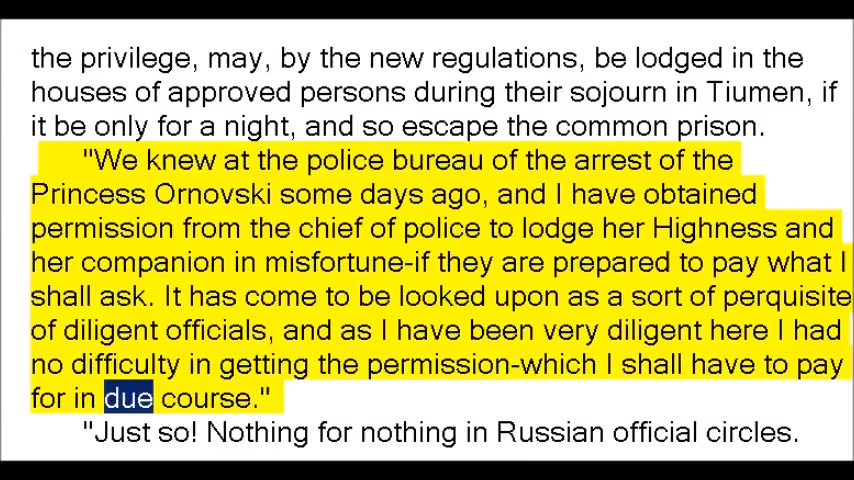 the privilege, may, by the new regulations, be lodged in the
houses of approved persons during their sojourn in Tiumen, if
it be only for a night, and so escape the common prison.
"We knew at the police bureau of the arrest of the
Princess Ornovski some days ago, and I have obtained
permission from the chief of police to lodge her Highness and
her companion in misfortune-if they are prepared to pay what I
shall ask. It has come to be looked upon as a sort of perquisite
of diligent officials, and as I have been very diligent here I had
no difficulty in getting the permission-which I shall have to pay
for in due course."
"Just so! Nothing for nothing in Russian official circles.